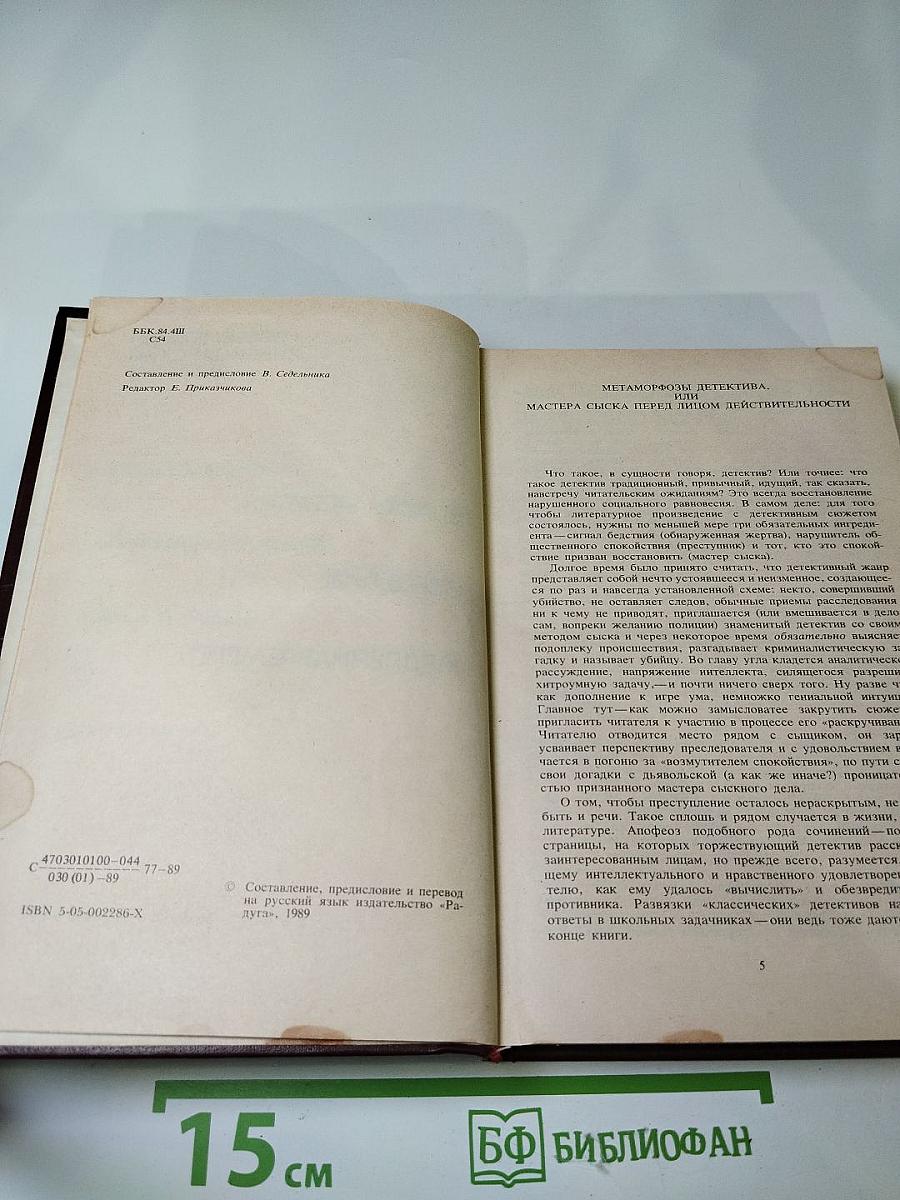 ББК.84.4Ш
С54
Составление и предисловие В. Седельника
Редактор Е. Приказчикова
С 4703010100–044 77–89
030 (01) –89
ISBN 5-05-002286-X
© Составление, предисловие и перевод
на русский язык издательство «Ра-
дуга», 1989
МЕТАМОРФОЗЫ ДЕТЕКТИВА,
ИЛИ
МАСТЕРА СЫСКА ПЕРЕД ЛИЦОМ ДЕЙСТВИТЕЛЬНОСТИ
Что такое, в сущности говоря, детектив? Или точнее: что
такое детектив традиционный, привычный, идущий, так сказать,
навстречу читательским ожиданиям? Это всегда восстановление
нарушенного социального равновесия. В самом деле: для того
чтобы литературное произведение с детективным сюжетом
состоялось, нужны по меньшей мере три обязательных ингреди-
ента — сигнал бедствия (обнаруженная жертва), нарушитель об-
щественного спокойствия (преступник) и тот, кто это спокой-
ствие призван восстановить (мастер сыска).
Долгое время было принято считать, что детективный жанр
представляет собой нечто устоявшееся и неизменное, создающее-
ся по раз и навсегда установленной схеме: некто, совершивший
убийство, не оставляет следов, обычные приемы расследования
ни к чему не приводят, приглашается (или вмешивается в дело
сам, вопреки желанию полиции) знаменитый детектив со своим
методом сыска и через некоторое время обязательно выясняе
подоплеку происшествия, разгадывает криминалистическую за
гадку и называет убийцу. Во главу угла кладется аналитическо
рассуждение, напряжение интеллекта, силящегося разреши
хитроумную задачу,— и почти ничего сверх того. Ну разве ч
как дополнение к игре ума, немножко гениальной интуиц
Главное тут — как можно замысловатее закрутить сюже
пригласить читателя к участию в процессе его «раскручиван
Читателю отводится место рядом с сыщиком, он зар
усваивает перспективу преследователя и с удовольствием в
чается в погоню за «возмутителем спокойствия», по пути с
свои догадки с дьявольской (а как же иначе?) проницат
стью признанного мастера сыскного дела.
О том, чтобы преступление осталось нераскрытым, не
быть и речи. Такое сплошь и рядом случается в жизни,
литературе. Апофеоз подобного рода сочинений — по
страницы, на которых торжествующий детектив расск
заинтересованным лицам, но прежде всего, разумеется,
щему интеллектуального и нравственного удовлетворе
телю, как ему удалось «вычислить» и обезвредит
противника. Развязки «классических» детективов на
ответы в школьных задачниках — они ведь тоже дают
конце книги.
5
15 см
БФ БИБЛИОФАН